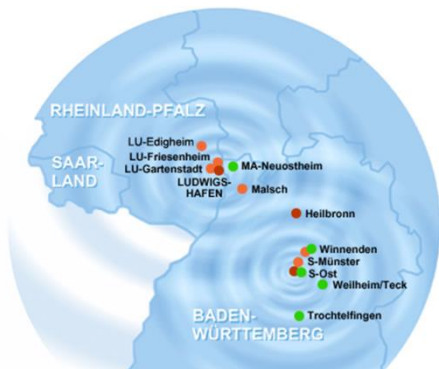 RHEINLAND-PFALZ
LU-Edigheim
LU-Friesenheim
SAAR-
LAND
LU-Gartenstadt
MA-Neuostheim
LUDWIGS-
HAFEN
Malsch
Heilbronn
Winnenden
S-Münster
S-Ost
Weilheim/Teck
BADEN-
WÜRTTEMBERG
Trochtelfingen